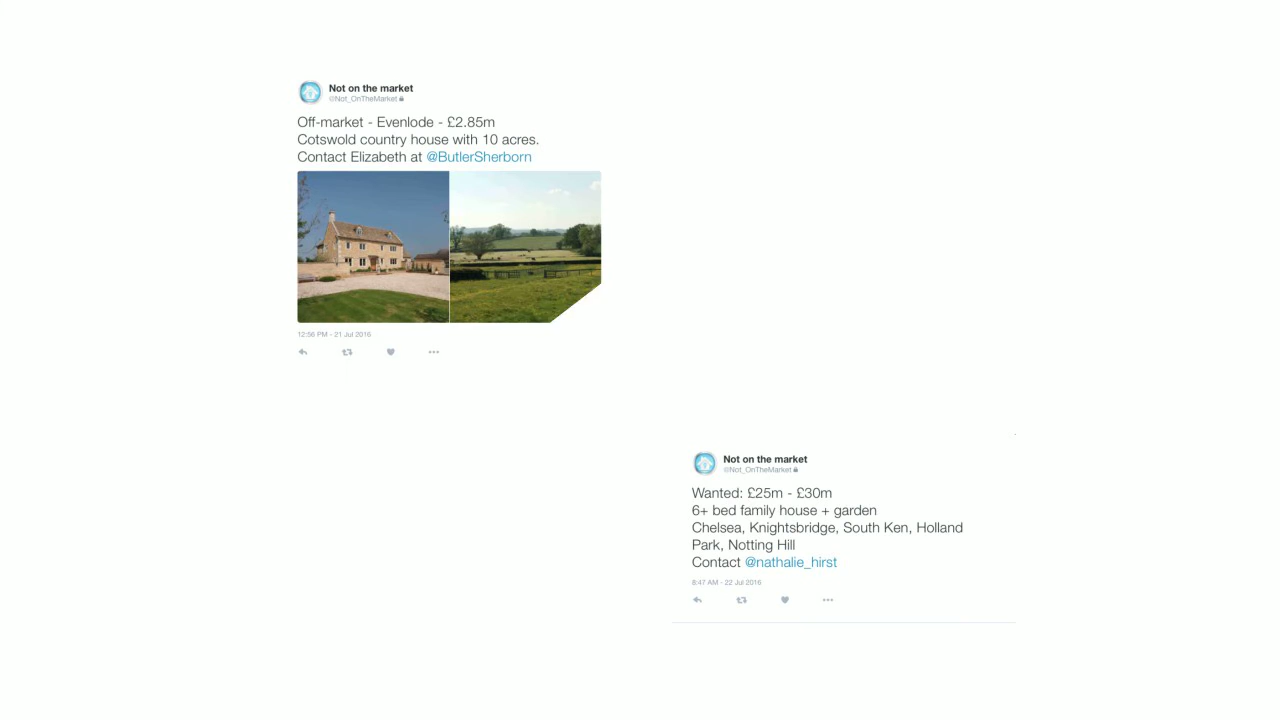 Not on the market
@Not_OnTheMarket
Off-market - Evenlode - £2.85m
Cotswold country house with 10 acres.
Contact Elizabeth at @ButlerSherborn
12:56 PM - 21 Jul 2016
Not on the market
@Not_OnTheMarket
Wanted: £25m - £30m
6+ bed family house + garden
Chelsea, Knightsbridge, South Ken, Holland
Park, Notting Hill
Contact @nathalie_hirst
8:47 AM - 22 Jul 2016